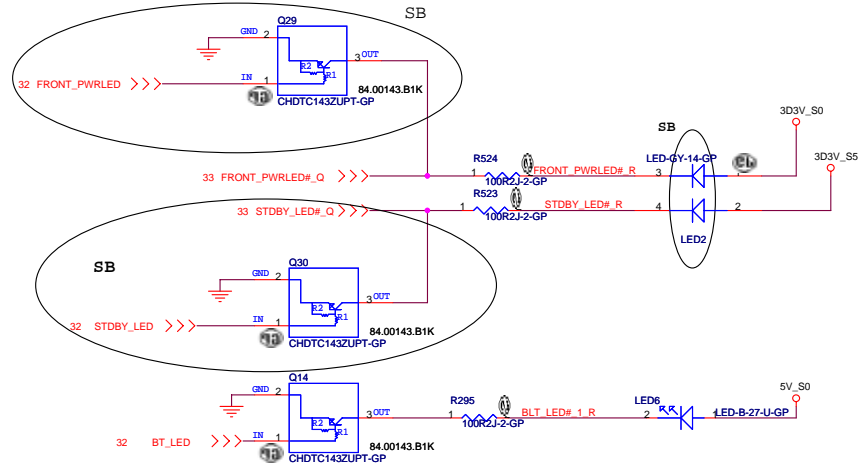 SB
Q29
GND 2
R2
R1
3 OUT
IN 1
32 FRONT_PWRLED
84.00143.B1K
CHDTC143ZUPT-GP
3D3V_S0
SB
3D3V_S5
R524
LED-GY-14-GP
33 FRONT_PWRLED#_Q
1
FRONT_PWRLED#_R
3
100R2J-2-GP
R523
33 STDBY_LED#_Q
1
STDBY_LED#_R
4
2
100R2J-2-GP
LED2
SB
Q30
GND 2
R2
R1
3 OUT
IN 1
32 STDBY_LED
84.00143.B1K
CHDTC143ZUPT-GP
Q14
GND 2
R2
R1
3 OUT
IN 1
32 BT_LED
84.00143.B1K
CHDTC143ZUPT-GP
R295
1
BLT_LED#_1_R
100R2J-2-GP
LED6
2
1
LED-B-27-U-GP
5V_S0